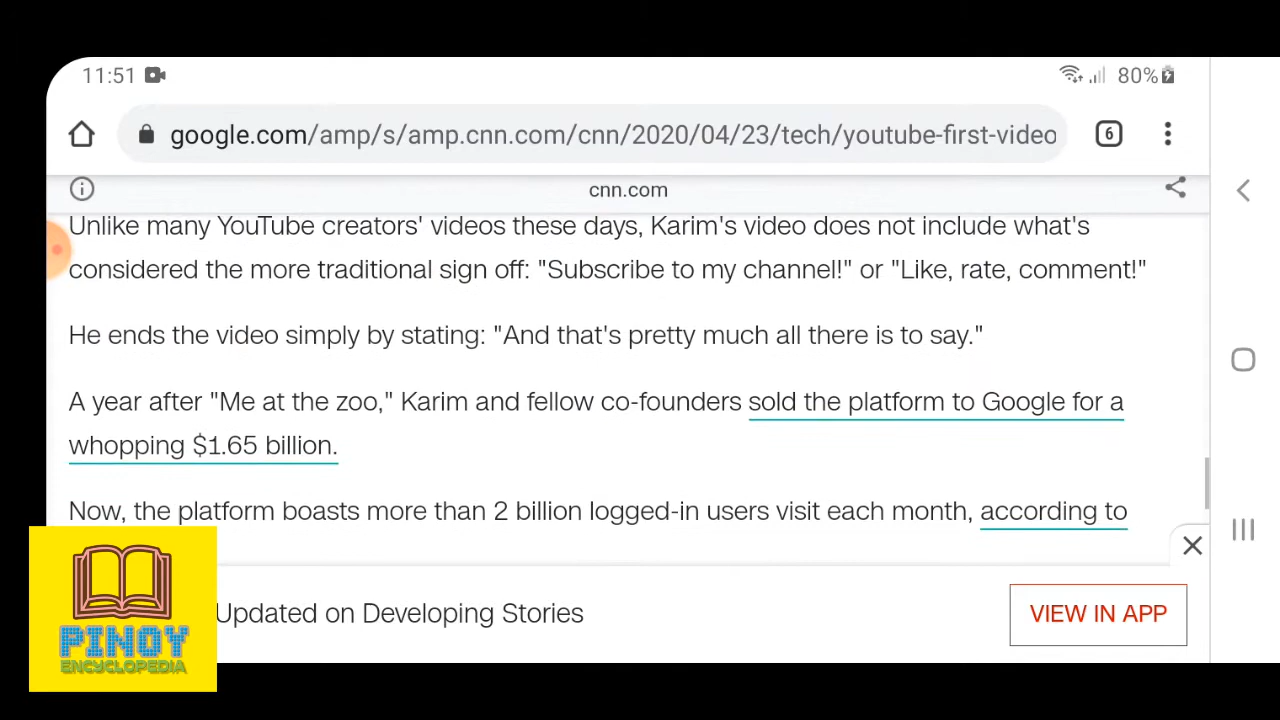 11:51 80%
google.com/amp/s/amp.cnn.com/cnn/2020/04/23/tech/youtube-first-video 6
cnn.com
Unlike many YouTube creators' videos these days, Karim's video does not include what's
considered the more traditional sign off: "Subscribe to my channel!" or "Like, rate, comment!"
He ends the video simply by stating: "And that's pretty much all there is to say."
A year after "Me at the zoo," Karim and fellow co-founders sold the platform to Google for a
whopping $1.65 billion.
Now, the platform boasts more than 2 billion logged-in users visit each month, according to
Updated on Developing Stories
VIEW IN APP
PINOY
ENCYCLOPEDIA